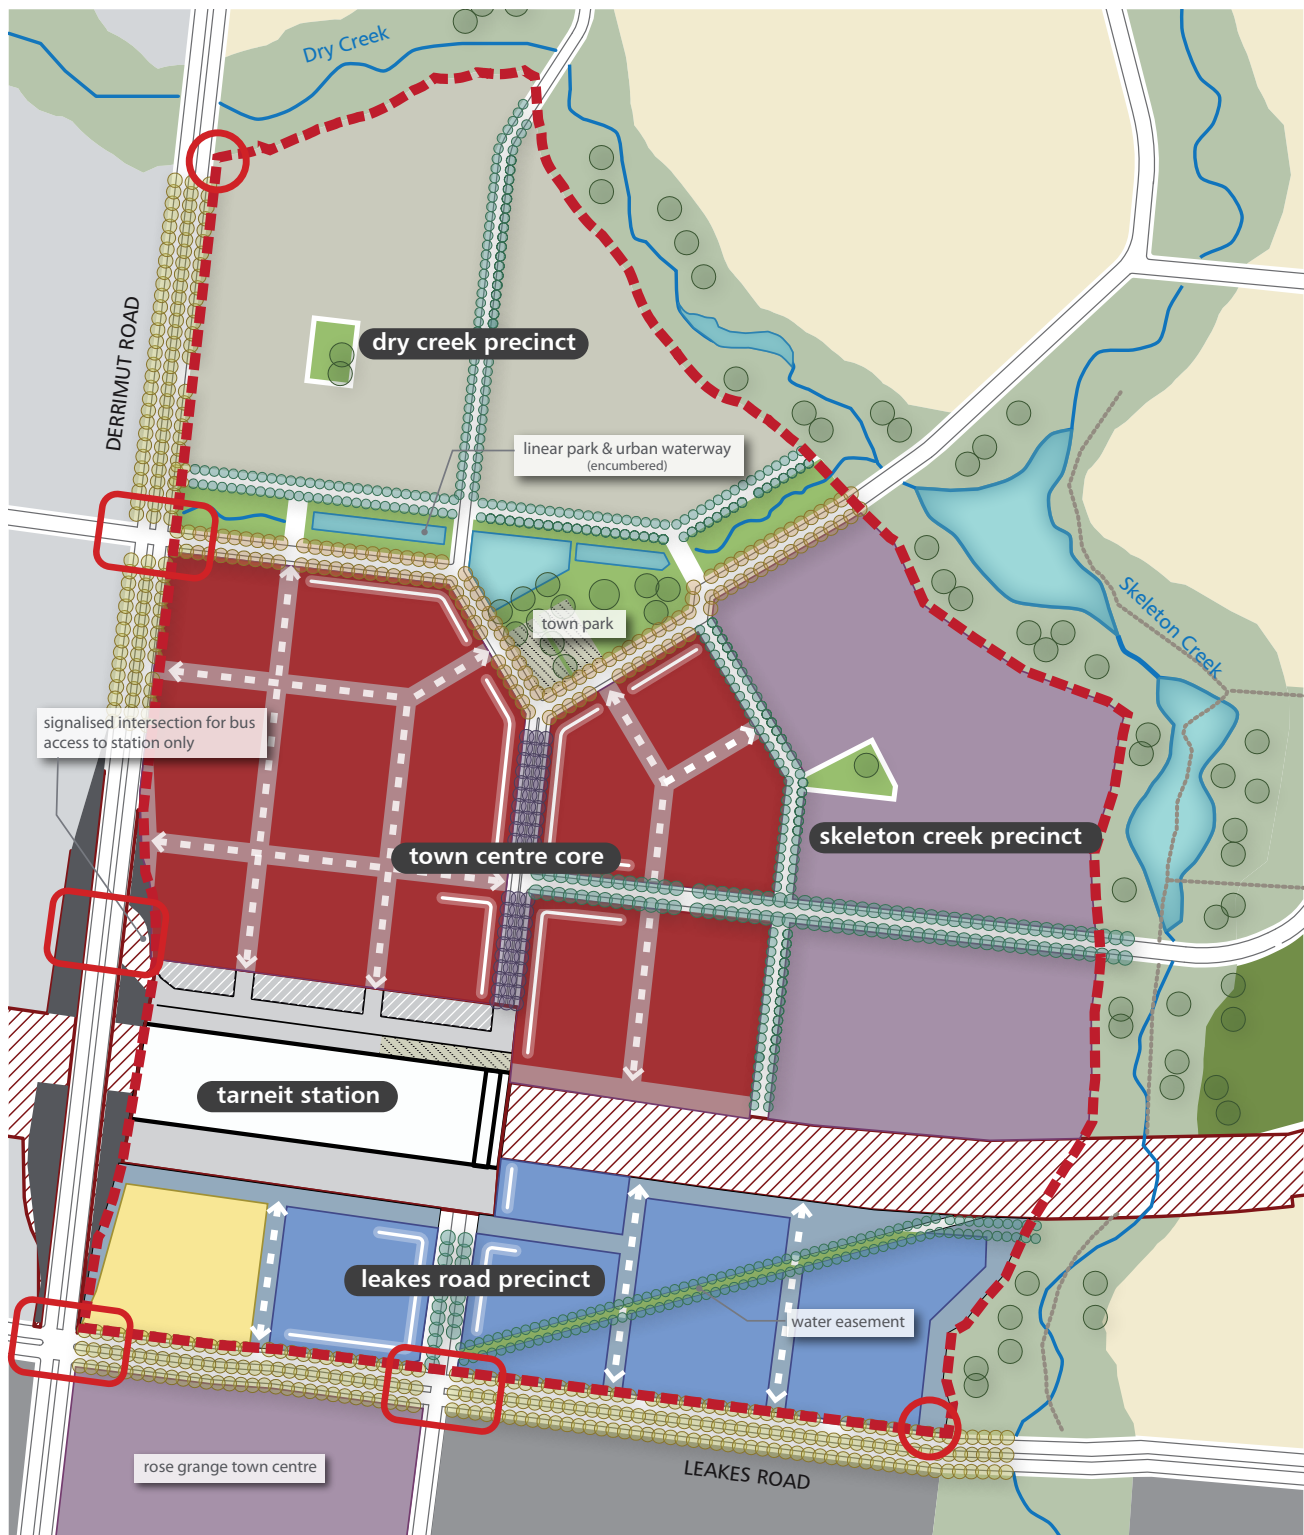 Dry Creek
DERRIMUT ROAD
dry creek precinct
linear park & urban waterway
(encumbered)
town park
Skeleton Creek
signalised intersection for bus
access to station only
town centre core
skeleton creek precinct
tarneit station
leakes road precinct
water easement
rose grange town centre
LEAKES ROAD